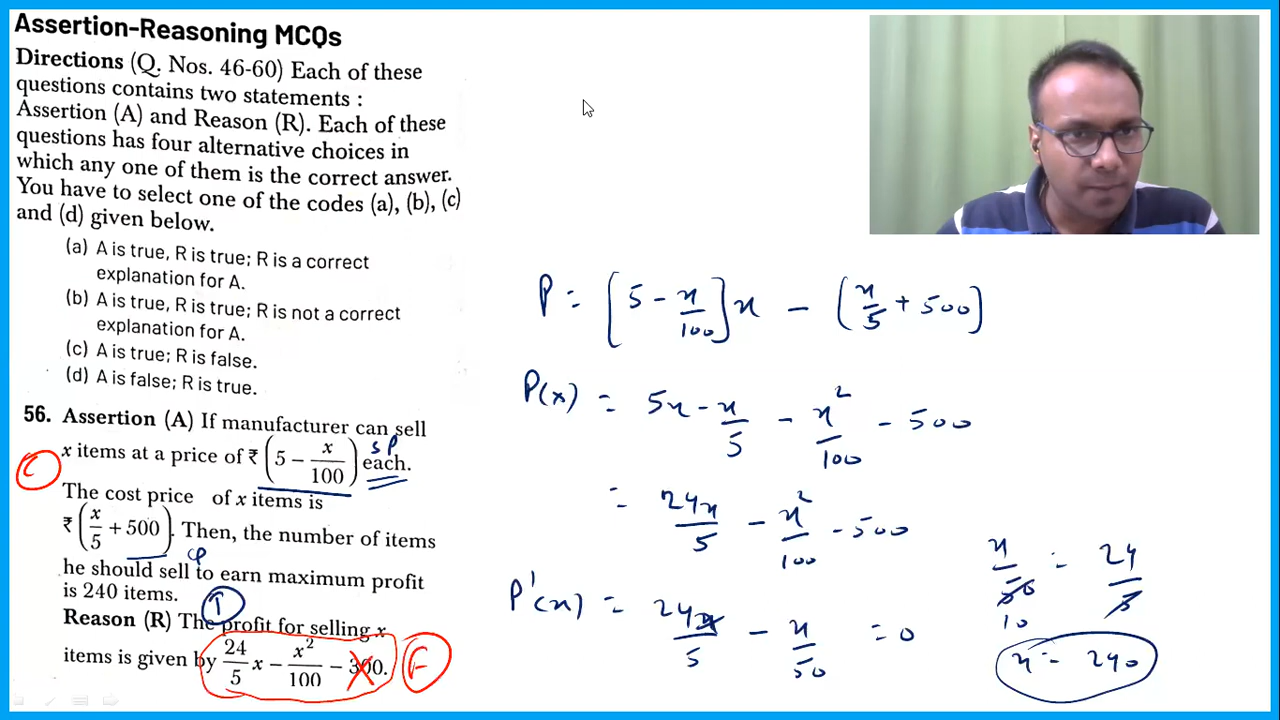 Assertion-Reasoning MCQs
Directions (Q. Nos. 46-60) Each of these
questions contains two statements :
Assertion (A) and Reason (R). Each of these
questions has four alternative choices in
which any one of them is the correct answer.
You have to select one of the codes (a), (b), (c)
and (d) given below.
(a) A is true, R is true; R is a correct
explanation for A.
(b) A is true, R is true; R is not a correct
explanation for A.
(c) A is true; R is false.
(d) A is false; R is true.
56. Assertion (A) If manufacturer can sell
x items at a price of ₹ (5 - x/100) each.
SP
C
The cost price of x items is
₹ (x/5 + 500). Then, the number of items
CP
he should sell to earn maximum profit
is 240 items.
T
Reason (R) The profit for selling x
items is given by 24/5 x - x²/100 - 300.
F
P = [5 - x/100]x - (x/5 + 500]
P(x) = 5x - x/5 - x²/100 - 500
= 24x/5 - x²/100 - 500
P'(x) = 24x/5 - x/50 = 0
x/50 = 24/5
10
x = 240